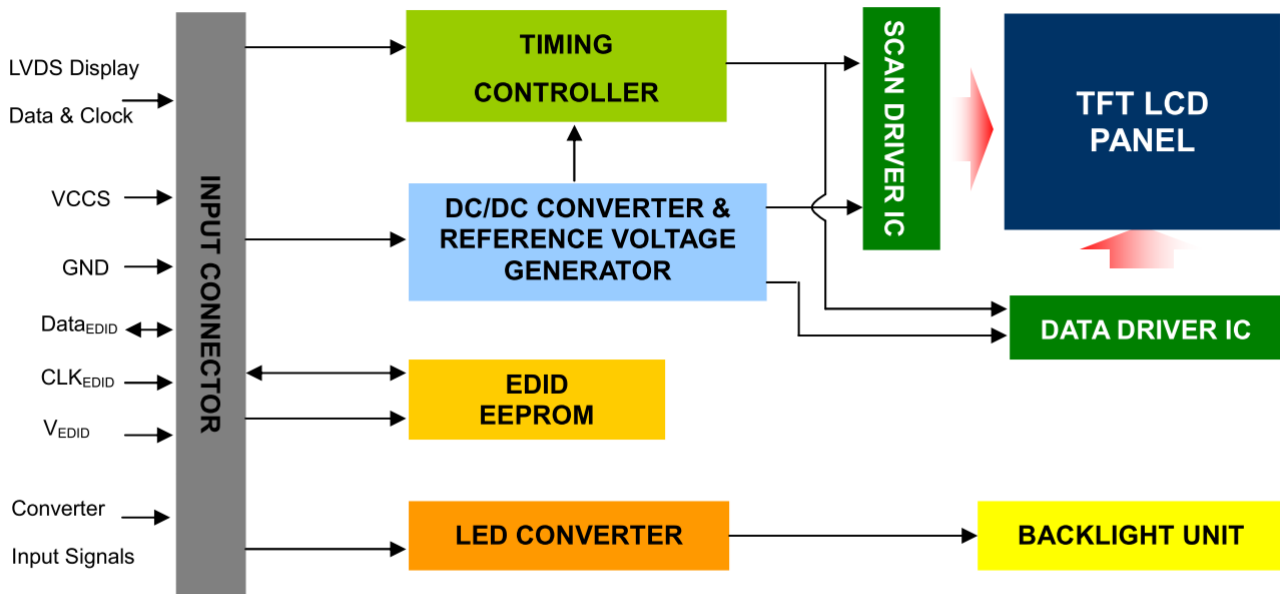 LVDS Display
Data & Clock
VCCS
GND
DataEDID
CLKEDID
VEDID
Converter
Input Signals
INPUT CONNECTOR
TIMING
CONTROLLER
DC/DC CONVERTER &
REFERENCE VOLTAGE
GENERATOR
EDID
EEPROM
LED CONVERTER
SCAN DRIVER IC
TFT LCD
PANEL
DATA DRIVER IC
BACKLIGHT UNIT